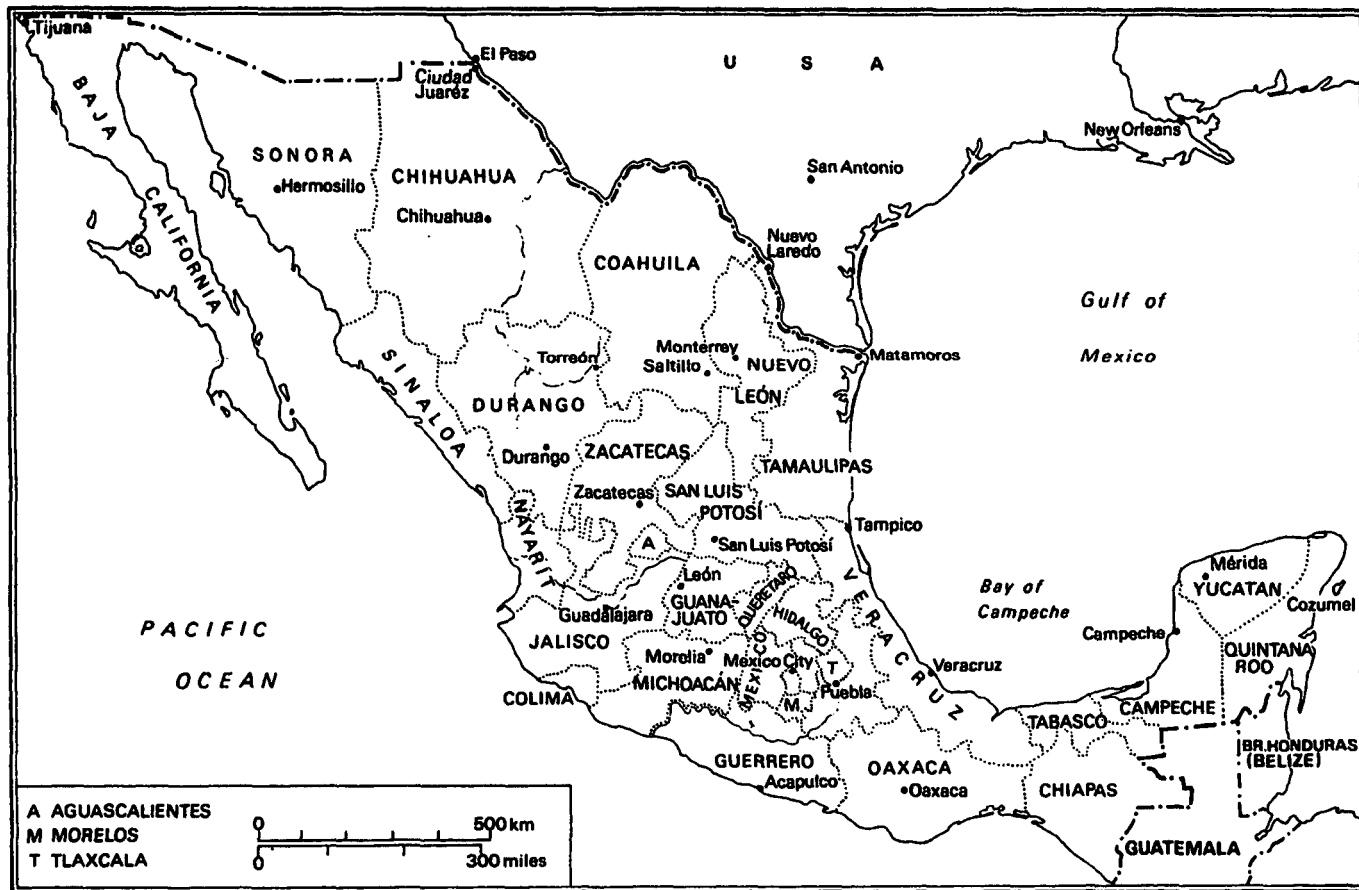 Tijuana
El Paso
Ciudad
Juaréz
U S A
New Orleans
BAJA
CALIFORNIA
SONORA
Hermosillo
CHIHUAHUA
Chihuahua
San Antonio
COAHUILA
Nuevo
Laredo
Gulf of
Mexico
SINALOA
Torreón
Monterrey
Saltillo
NUEVO
LEÓN
Matamoros
DURANGO
Durango
ZACATECAS
Zacatecas
TAMAULIPAS
SAN LUIS
POTOSÍ
San Luis Potosí
Tampico
NAYARIT
A
León
GUANA-
JUATO
QUERETARO
HIDALGO
VERACRUZ
Guadalajara
JALISCO
Bay of
Campeche
Mérida
YUCATAN
Cozumel
Campeche
QUINTANA
ROO
PACIFIC
OCEAN
Morelia
MICHOACÁN
MEXICO
Mexico City
T
Puebla
M
Veracruz
COLIMA
TABASCO
CAMPECHE
BR. HONDURAS
(BELIZE)
GUERRERO
Acapulco
OAXACA
Oaxaca
CHIAPAS
GUATEMALA
A AGUASCALIENTES
M MORELOS
T TLAXCALA
0 500 km
0 300 miles